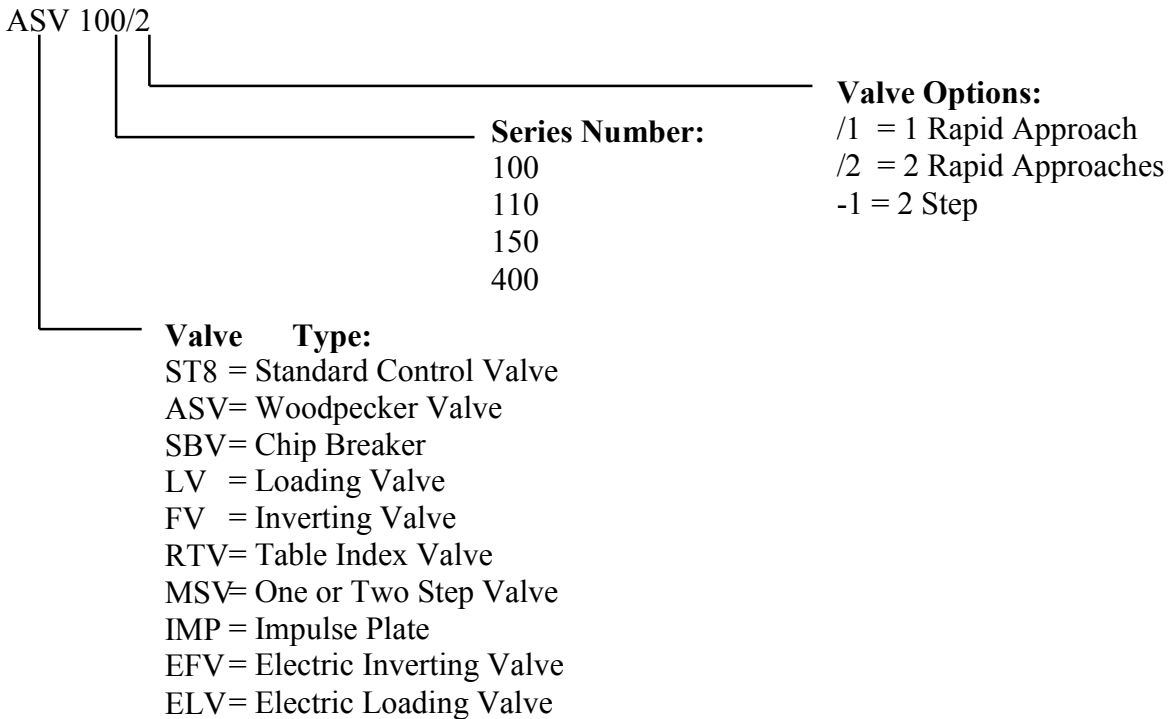 ASV 100/2
Valve Options:
/1 = 1 Rapid Approach
/2 = 2 Rapid Approaches
-1 = 2 Step
Series Number:
100
110
150
400
Valve Type:
ST8 = Standard Control Valve
ASV= Woodpecker Valve
SBV= Chip Breaker
LV = Loading Valve
FV = Inverting Valve
RTV= Table Index Valve
MSV= One or Two Step Valve
IMP = Impulse Plate
EFV= Electric Inverting Valve
ELV= Electric Loading Valve